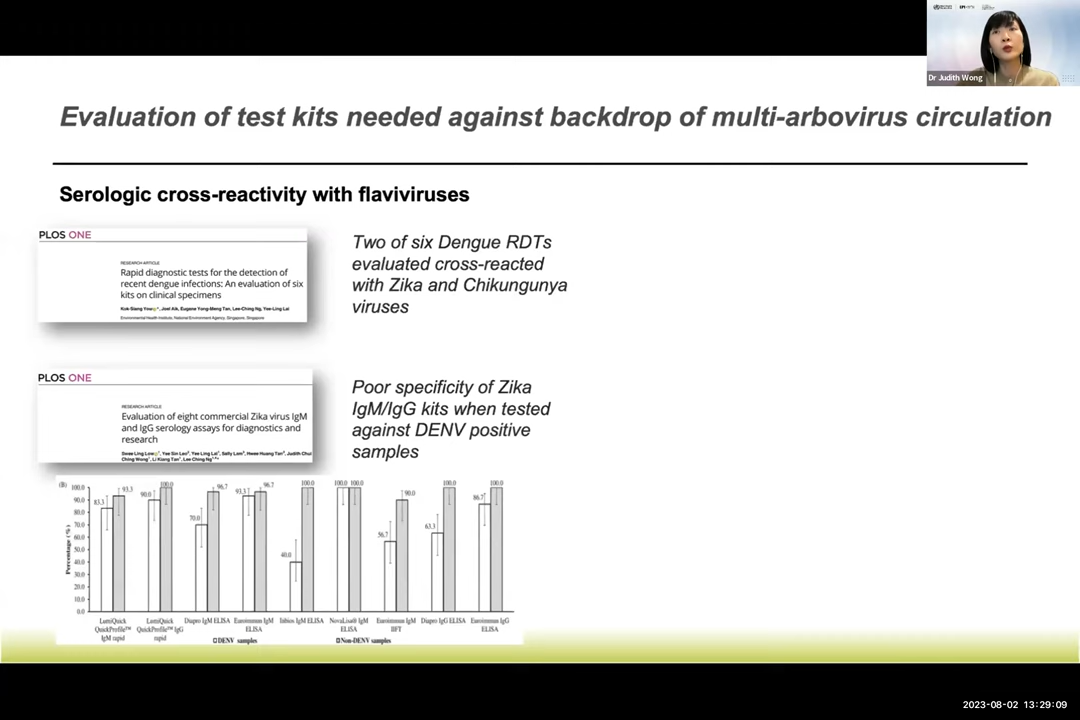 Dr Judith Wong
Evaluation of test kits needed against backdrop of multi-arbovirus circulation
Serologic cross-reactivity with flaviviruses
PLOS ONE
RESEARCH ARTICLE
Rapid diagnostic tests for the detection of
recent dengue infections: An evaluation of six
kits on clinical specimens
Kok-Siang Yow, Joel Aik, Eugene Yong-Meng Tan, Lee-Ching Ng, Yee-Ling Lai
Environmental Health Institute, National Environment Agency, Singapore, Singapore
Two of six Dengue RDTs
evaluated cross-reacted
with Zika and Chikungunya
viruses
PLOS ONE
RESEARCH ARTICLE
Evaluation of eight commercial Zika virus IgM
and IgG serology assays for diagnostics and
research
Swee Ling Low, Yee Sin Leo, Yee Ling Lai, Sally Lam, Hwee Huang Tan, Judith Chui
Ching Wong, Li Kiang Tan, Lee Ching Ng
Poor specificity of Zika
IgM/IgG kits when tested
against DENV positive
samples
(B)
Percentage (%)
100.0
90.0
80.0
70.0
60.0
50.0
40.0
30.0
20.0
10.0
0.0
83.3 93.3 90.0 100.0 70.0 96.7 93.3 96.7 40.0 100.0 100.0 100.0 56.7 90.0 63.3 100.0 86.7 100.0
LumiQuick QuickProfile™ IgM rapid
LumiQuick QuickProfile™ IgG rapid
Diapro IgM ELISA
Euroimmun IgM ELISA
Inbios IgM ELISA
NovaLisa® IgM ELISA
Euroimmun IgM IIFT
Diapro IgG ELISA
Euroimmun IgG ELISA
DENV samples
Non-DENV samples
2023-08-02 13:29:09